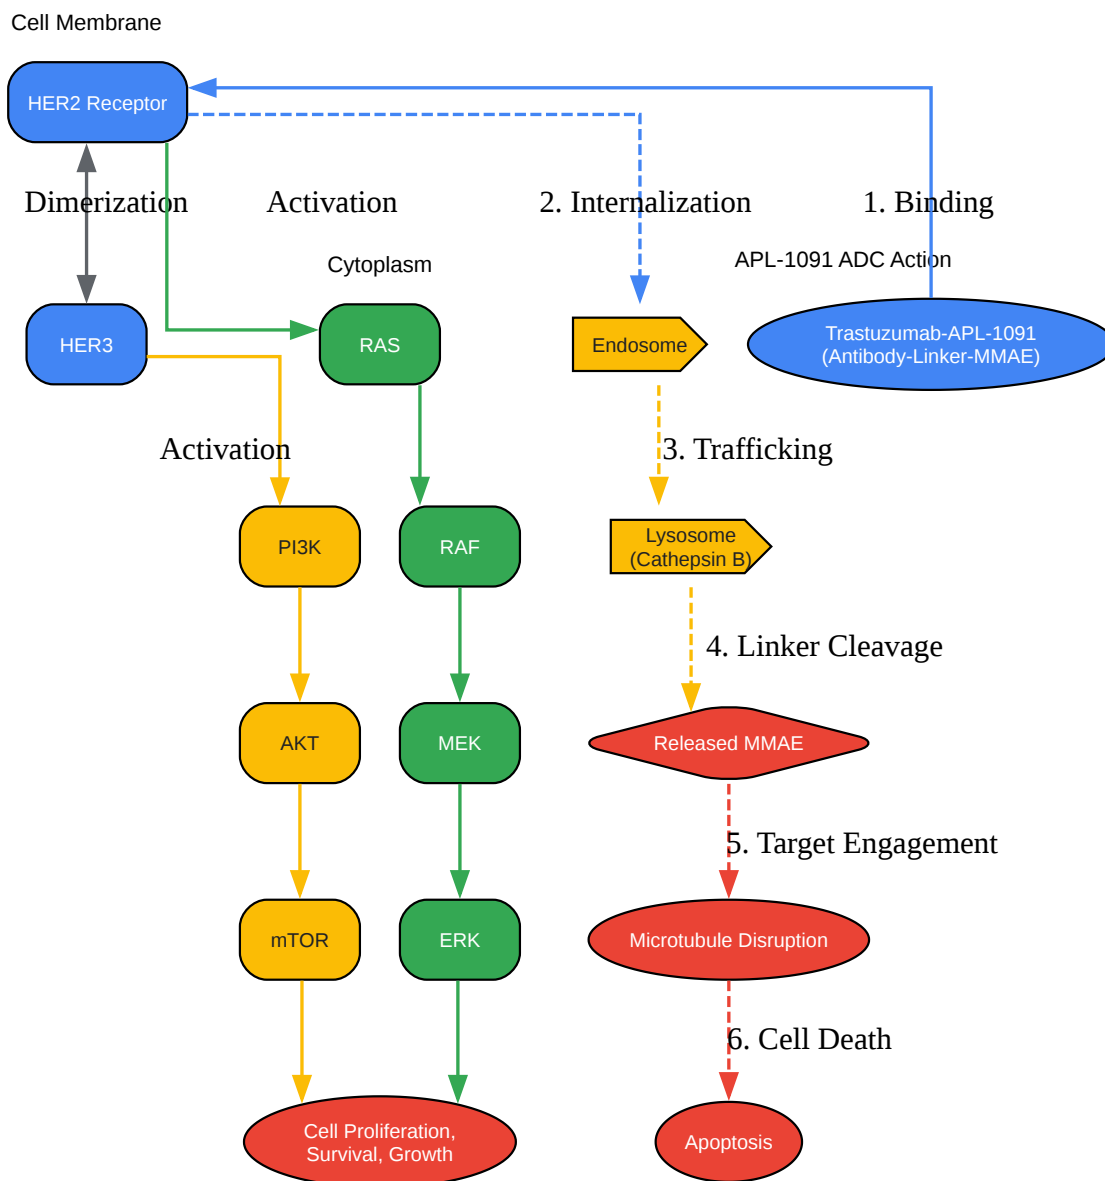 Cell Membrane
HER2 Receptor
Dimerization
Activation
2. Internalization
1. Binding
Cytoplasm
APL-1091 ADC Action
HER3
RAS
Endosome
Trastuzumab-APL-1091
(Antibody-Linker-MMAE)
Activation
3. Trafficking
PI3K
RAF
Lysosome
(Cathepsin B)
4. Linker Cleavage
AKT
MEK
Released MMAE
5. Target Engagement
mTOR
ERK
Microtubule Disruption
6. Cell Death
Cell Proliferation,
Survival, Growth
Apoptosis